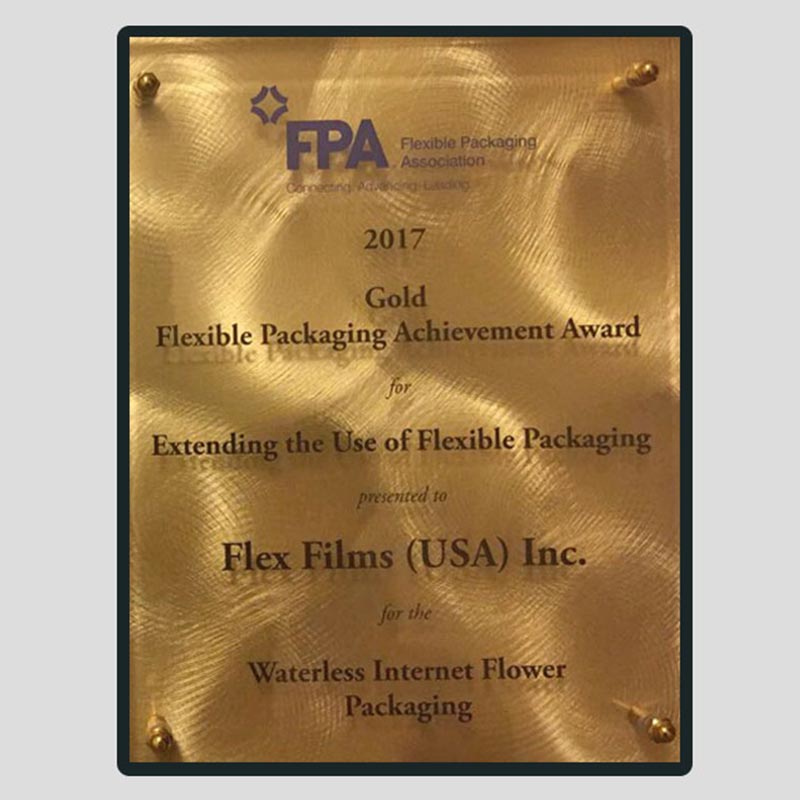 FPA
Flexible Packaging
Association
Connecting. Advancing. Leading.
2017
Gold
Flexible Packaging Achievement Award
for
Extending the Use of Flexible Packaging
presented to
Flex Films (USA) Inc.
for the
Waterless Internet Flower
Packaging